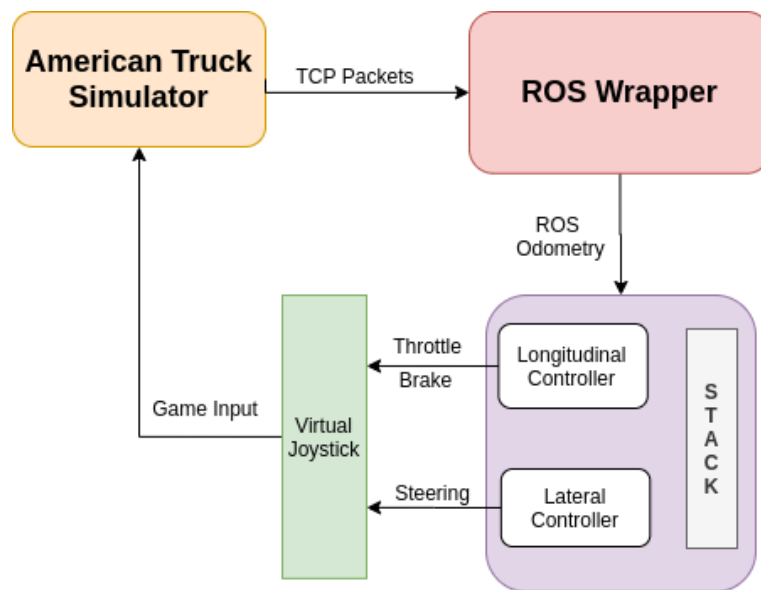 American Truck
Simulator
TCP Packets
ROS Wrapper
ROS
Odometry
Throttle
Brake
Longitudinal
Controller
S
T
A
C
K
Game Input
Virtual
Joystick
Steering
Lateral
Controller